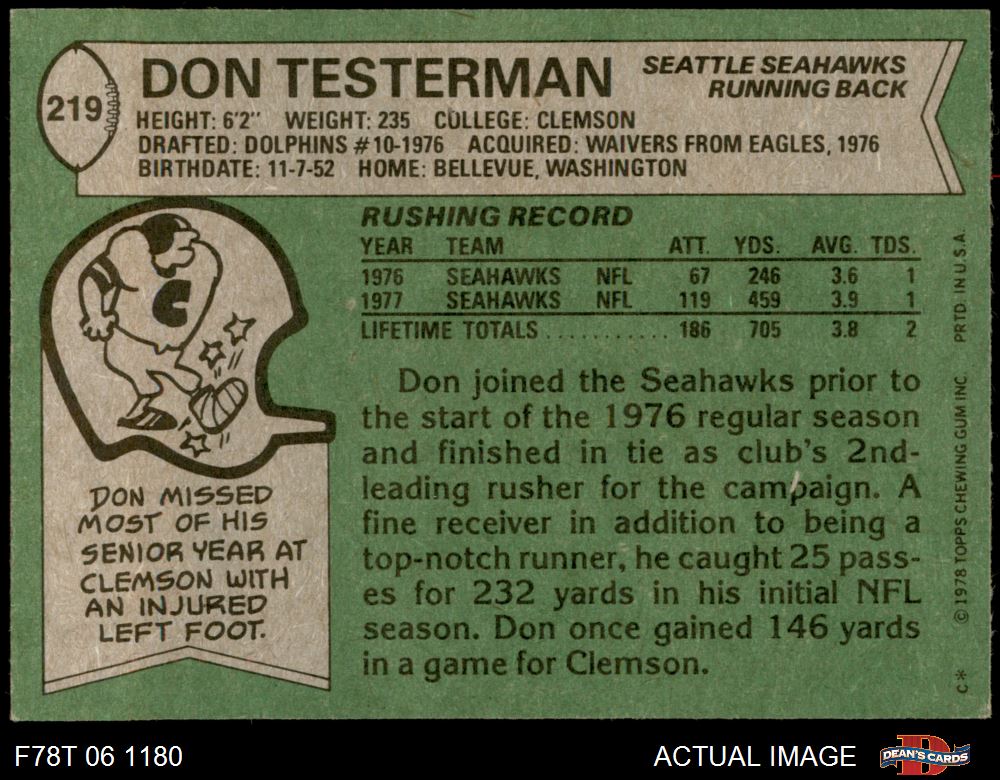 219
DON TESTERMAN
SEATTLE SEAHAWKS
RUNNING BACK
HEIGHT: 6'2" WEIGHT: 235 COLLEGE: CLEMSON
DRAFTED: DOLPHINS #10-1976 ACQUIRED: WAIVERS FROM EAGLES, 1976
BIRTHDATE: 11-7-52 HOME: BELLEVUE, WASHINGTON
RUSHING RECORD
YEAR TEAM ATT. YDS. AVG. TDS.
1976 SEAHAWKS NFL 67 246 3.6 1
1977 SEAHAWKS NFL 119 459 3.9 1
LIFETIME TOTALS ........... 186 705 3.8 2
C
DON MISSED
MOST OF HIS
SENIOR YEAR AT
CLEMSON WITH
AN INJURED
LEFT FOOT.
Don joined the Seahawks prior to
the start of the 1976 regular season
and finished in tie as club's 2nd-
leading rusher for the campaign. A
fine receiver in addition to being a
top-notch runner, he caught 25 pass-
es for 232 yards in his initial NFL
season. Don once gained 146 yards
in a game for Clemson.
C* ©1978 TOPPS CHEWING GUM INC. PRTD. IN U.S.A.
F78T 06 1180
ACTUAL IMAGE
D
DEAN'S CARDS